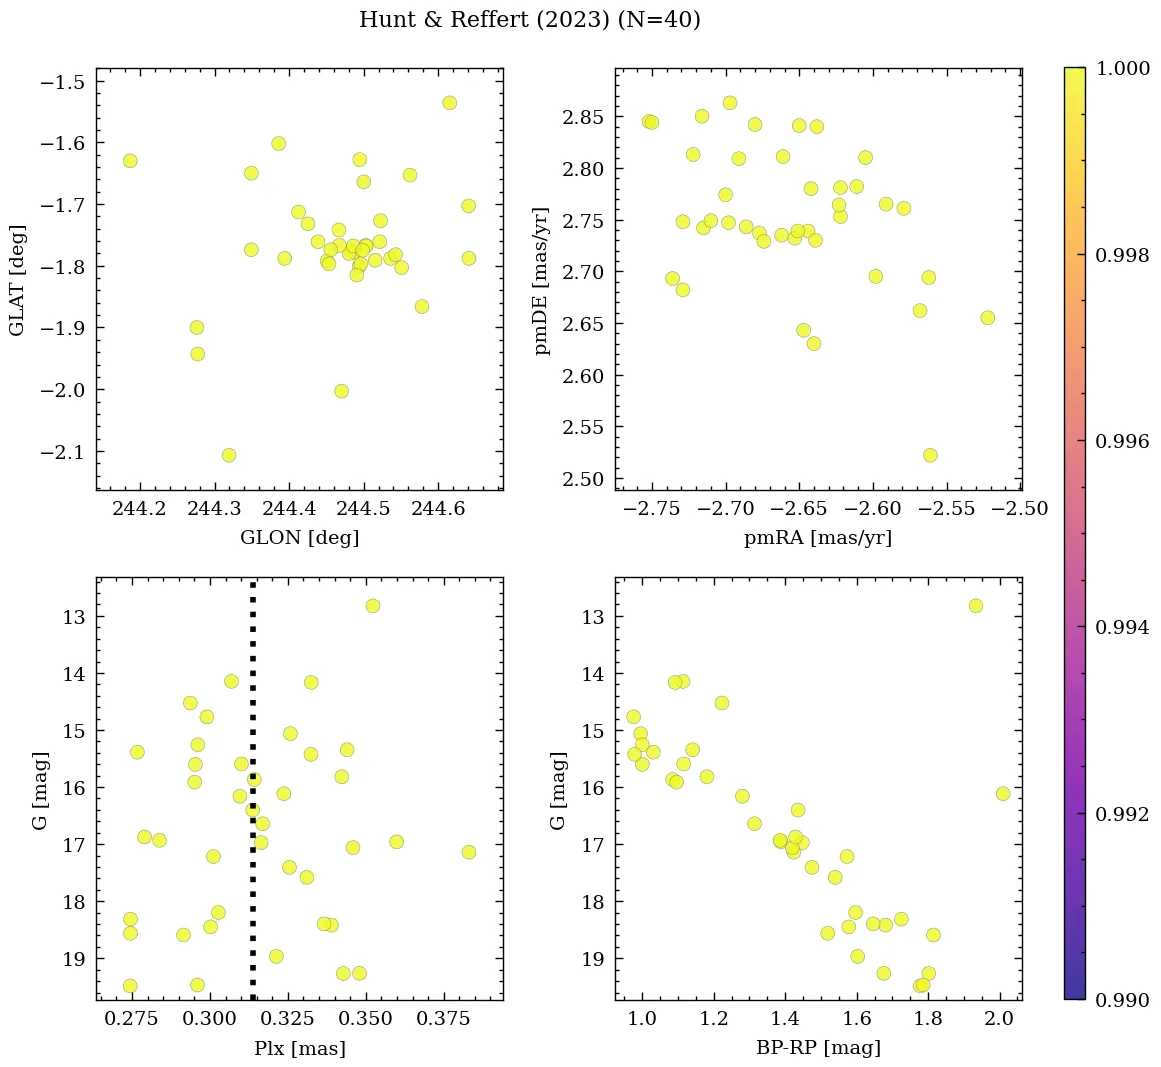 Hunt & Reffert (2023) (N=40)
−1.5
−1.6
−1.7
−1.8
−1.9
−2.0
−2.1
GLAT [deg]
244.2 244.3 244.4 244.5 244.6
GLON [deg]
2.85
2.80
2.75
2.70
2.65
2.60
2.55
2.50
pmDE [mas/yr]
−2.75 −2.70 −2.65 −2.60 −2.55 −2.50
pmRA [mas/yr]
13
14
15
16
17
18
19
G [mag]
0.275 0.300 0.325 0.350 0.375
Plx [mas]
13
14
15
16
17
18
19
G [mag]
1.0 1.2 1.4 1.6 1.8 2.0
BP-RP [mag]
1.000
0.998
0.996
0.994
0.992
0.990